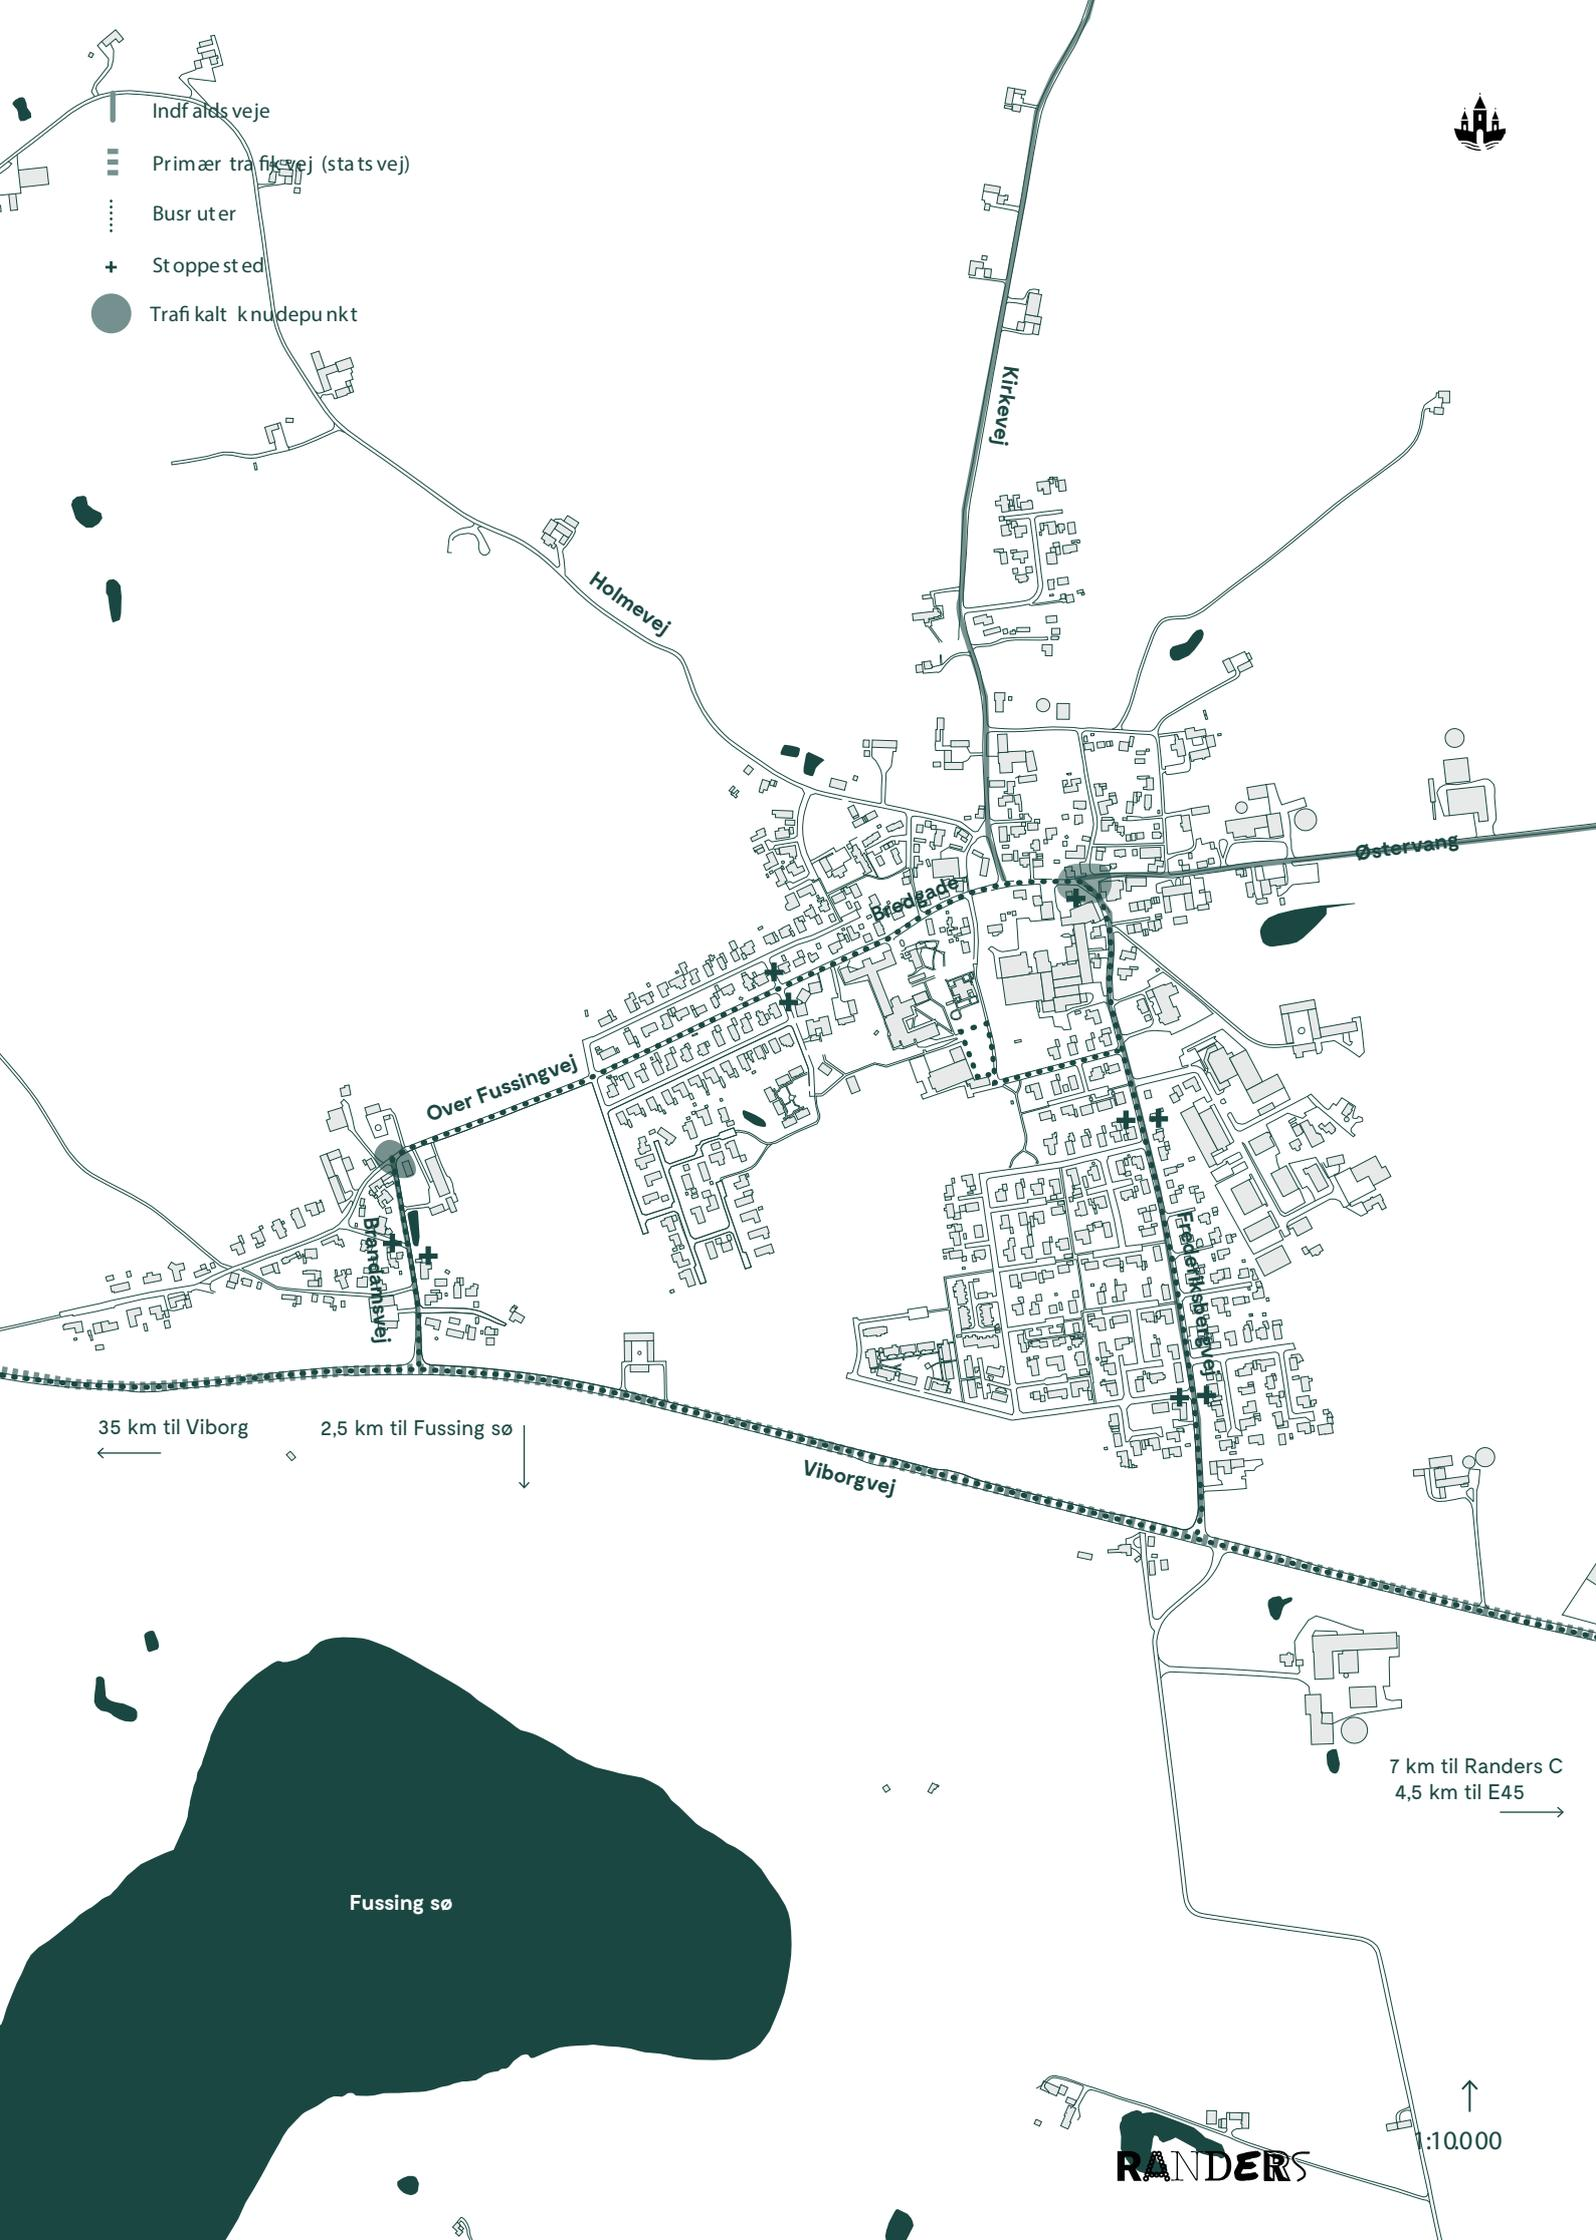 Indfaldsveje
Primær trafikvej (statsvej)
Busruter
Stoppested
Trafikalt knudepunkt
Kirkevej
Holmevej
Østervang
Bredgade
Over Fussingvej
Brandamsvej
Frederiksbergvej
35 km til Viborg
2,5 km til Fussing sø
Viborgvej
7 km til Randers C
4,5 km til E45
Fussing sø
1:10.000
RANDERS